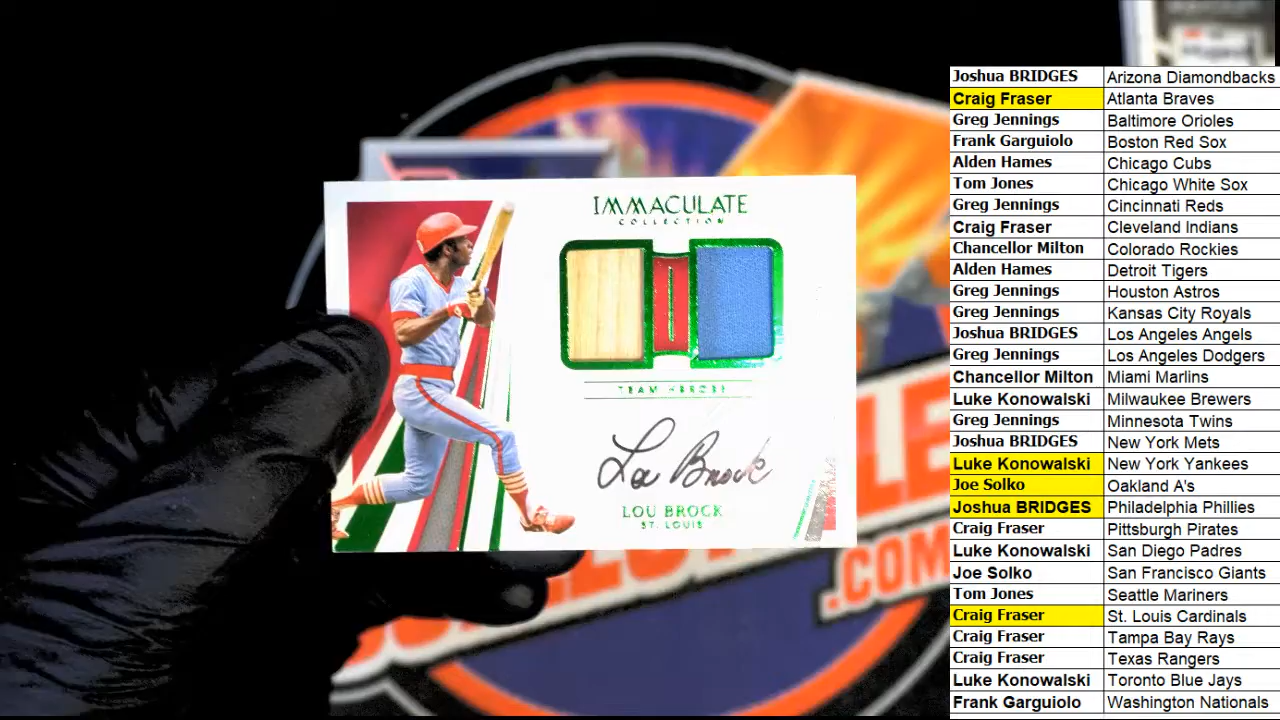 IMMACULATE
COLLECTION
TEAM HEROES
Lou Brock
LOU BROCK
ST. LOUIS
.COM
Joshua BRIDGES Arizona Diamondbacks
Craig Fraser Atlanta Braves
Greg Jennings Baltimore Orioles
Frank Garguiolo Boston Red Sox
Alden Hames Chicago Cubs
Tom Jones Chicago White Sox
Greg Jennings Cincinnati Reds
Craig Fraser Cleveland Indians
Chancellor Milton Colorado Rockies
Alden Hames Detroit Tigers
Greg Jennings Houston Astros
Greg Jennings Kansas City Royals
Joshua BRIDGES Los Angeles Angels
Greg Jennings Los Angeles Dodgers
Chancellor Milton Miami Marlins
Luke Konowalski Milwaukee Brewers
Greg Jennings Minnesota Twins
Joshua BRIDGES New York Mets
Luke Konowalski New York Yankees
Joe Solko Oakland A's
Joshua BRIDGES Philadelphia Phillies
Craig Fraser Pittsburgh Pirates
Luke Konowalski San Diego Padres
Joe Solko San Francisco Giants
Tom Jones Seattle Mariners
Craig Fraser St. Louis Cardinals
Craig Fraser Tampa Bay Rays
Craig Fraser Texas Rangers
Luke Konowalski Toronto Blue Jays
Frank Garguiolo Washington Nationals